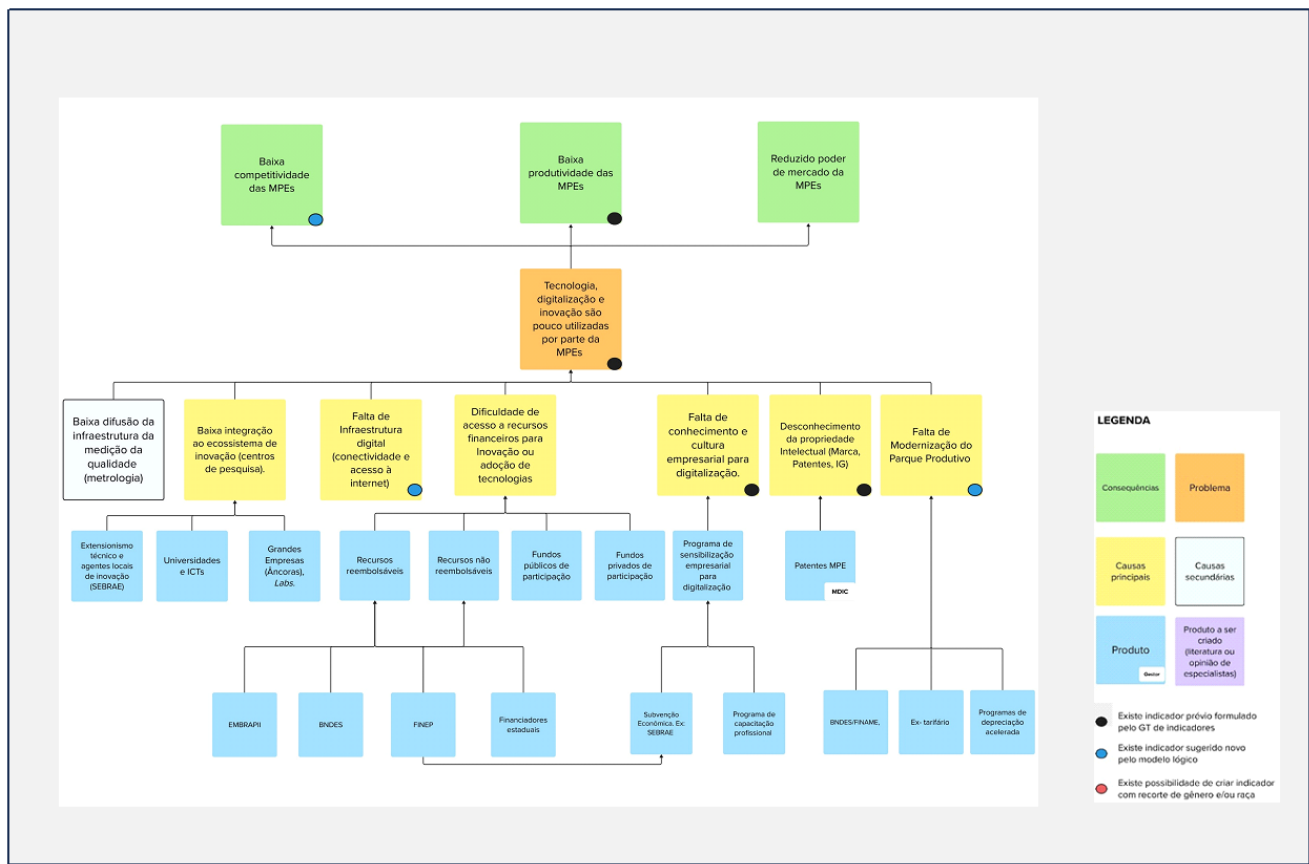 Baixa
competitividade
das MPEs
Baixa
produtividade das
MPEs
Reduzido poder
de mercado da
MPEs
Tecnologia,
digitalização e
inovação são
pouco utilizadas
por parte da
MPEs
Baixa difusão da
infraestrutura da
medição da
qualidade
(metrologia)
Baixa integração
ao ecossistema de
inovação (centros
de pesquisa).
Falta de
Infraestrutura
digital
(conectividade e
acesso à
internet)
Dificuldade de
acesso a recursos
financeiros para
Inovação ou
adoção de
tecnologias
Falta de
conhecimento e
cultura
empresarial para
digitalização.
Desconhecimento
da propriedade
Intelectual (Marca,
Patentes, IG)
Falta de
Modernização do
Parque Produtivo
Extensionismo
técnico e
agentes locais
de inovação
(SEBRAE)
Universidades
e ICTs
Grandes
Empresas
(Âncoras),
Labs.
Recursos
reembolsáveis
Recursos não
reembolsáveis
Fundos
públicos de
participação
Fundos
privados de
participação
Programa de
sensibilização
empresarial
para
digitalização
Patentes MPE
MDIC
EMBRAPII
BNDES
FINEP
Financiadores
estaduais
Subvenção
Econômica. Ex:
SEBRAE
Programa de
capacitação
profissional
BNDES/FINAME,
Ex- tarifário
Programas de
depreciação
acelerada
LEGENDA
Consequências
Problema
Causas
principais
Causas
secundárias
Produto
Gestor
Produto a ser
criado
(literatura ou
opinião de
especialistas)
Existe indicador prévio formulado
pelo GT de indicadores
Existe indicador sugerido novo
pelo modelo lógico
Existe possibilidade de criar indicador
com recorte de gênero e/ou raça